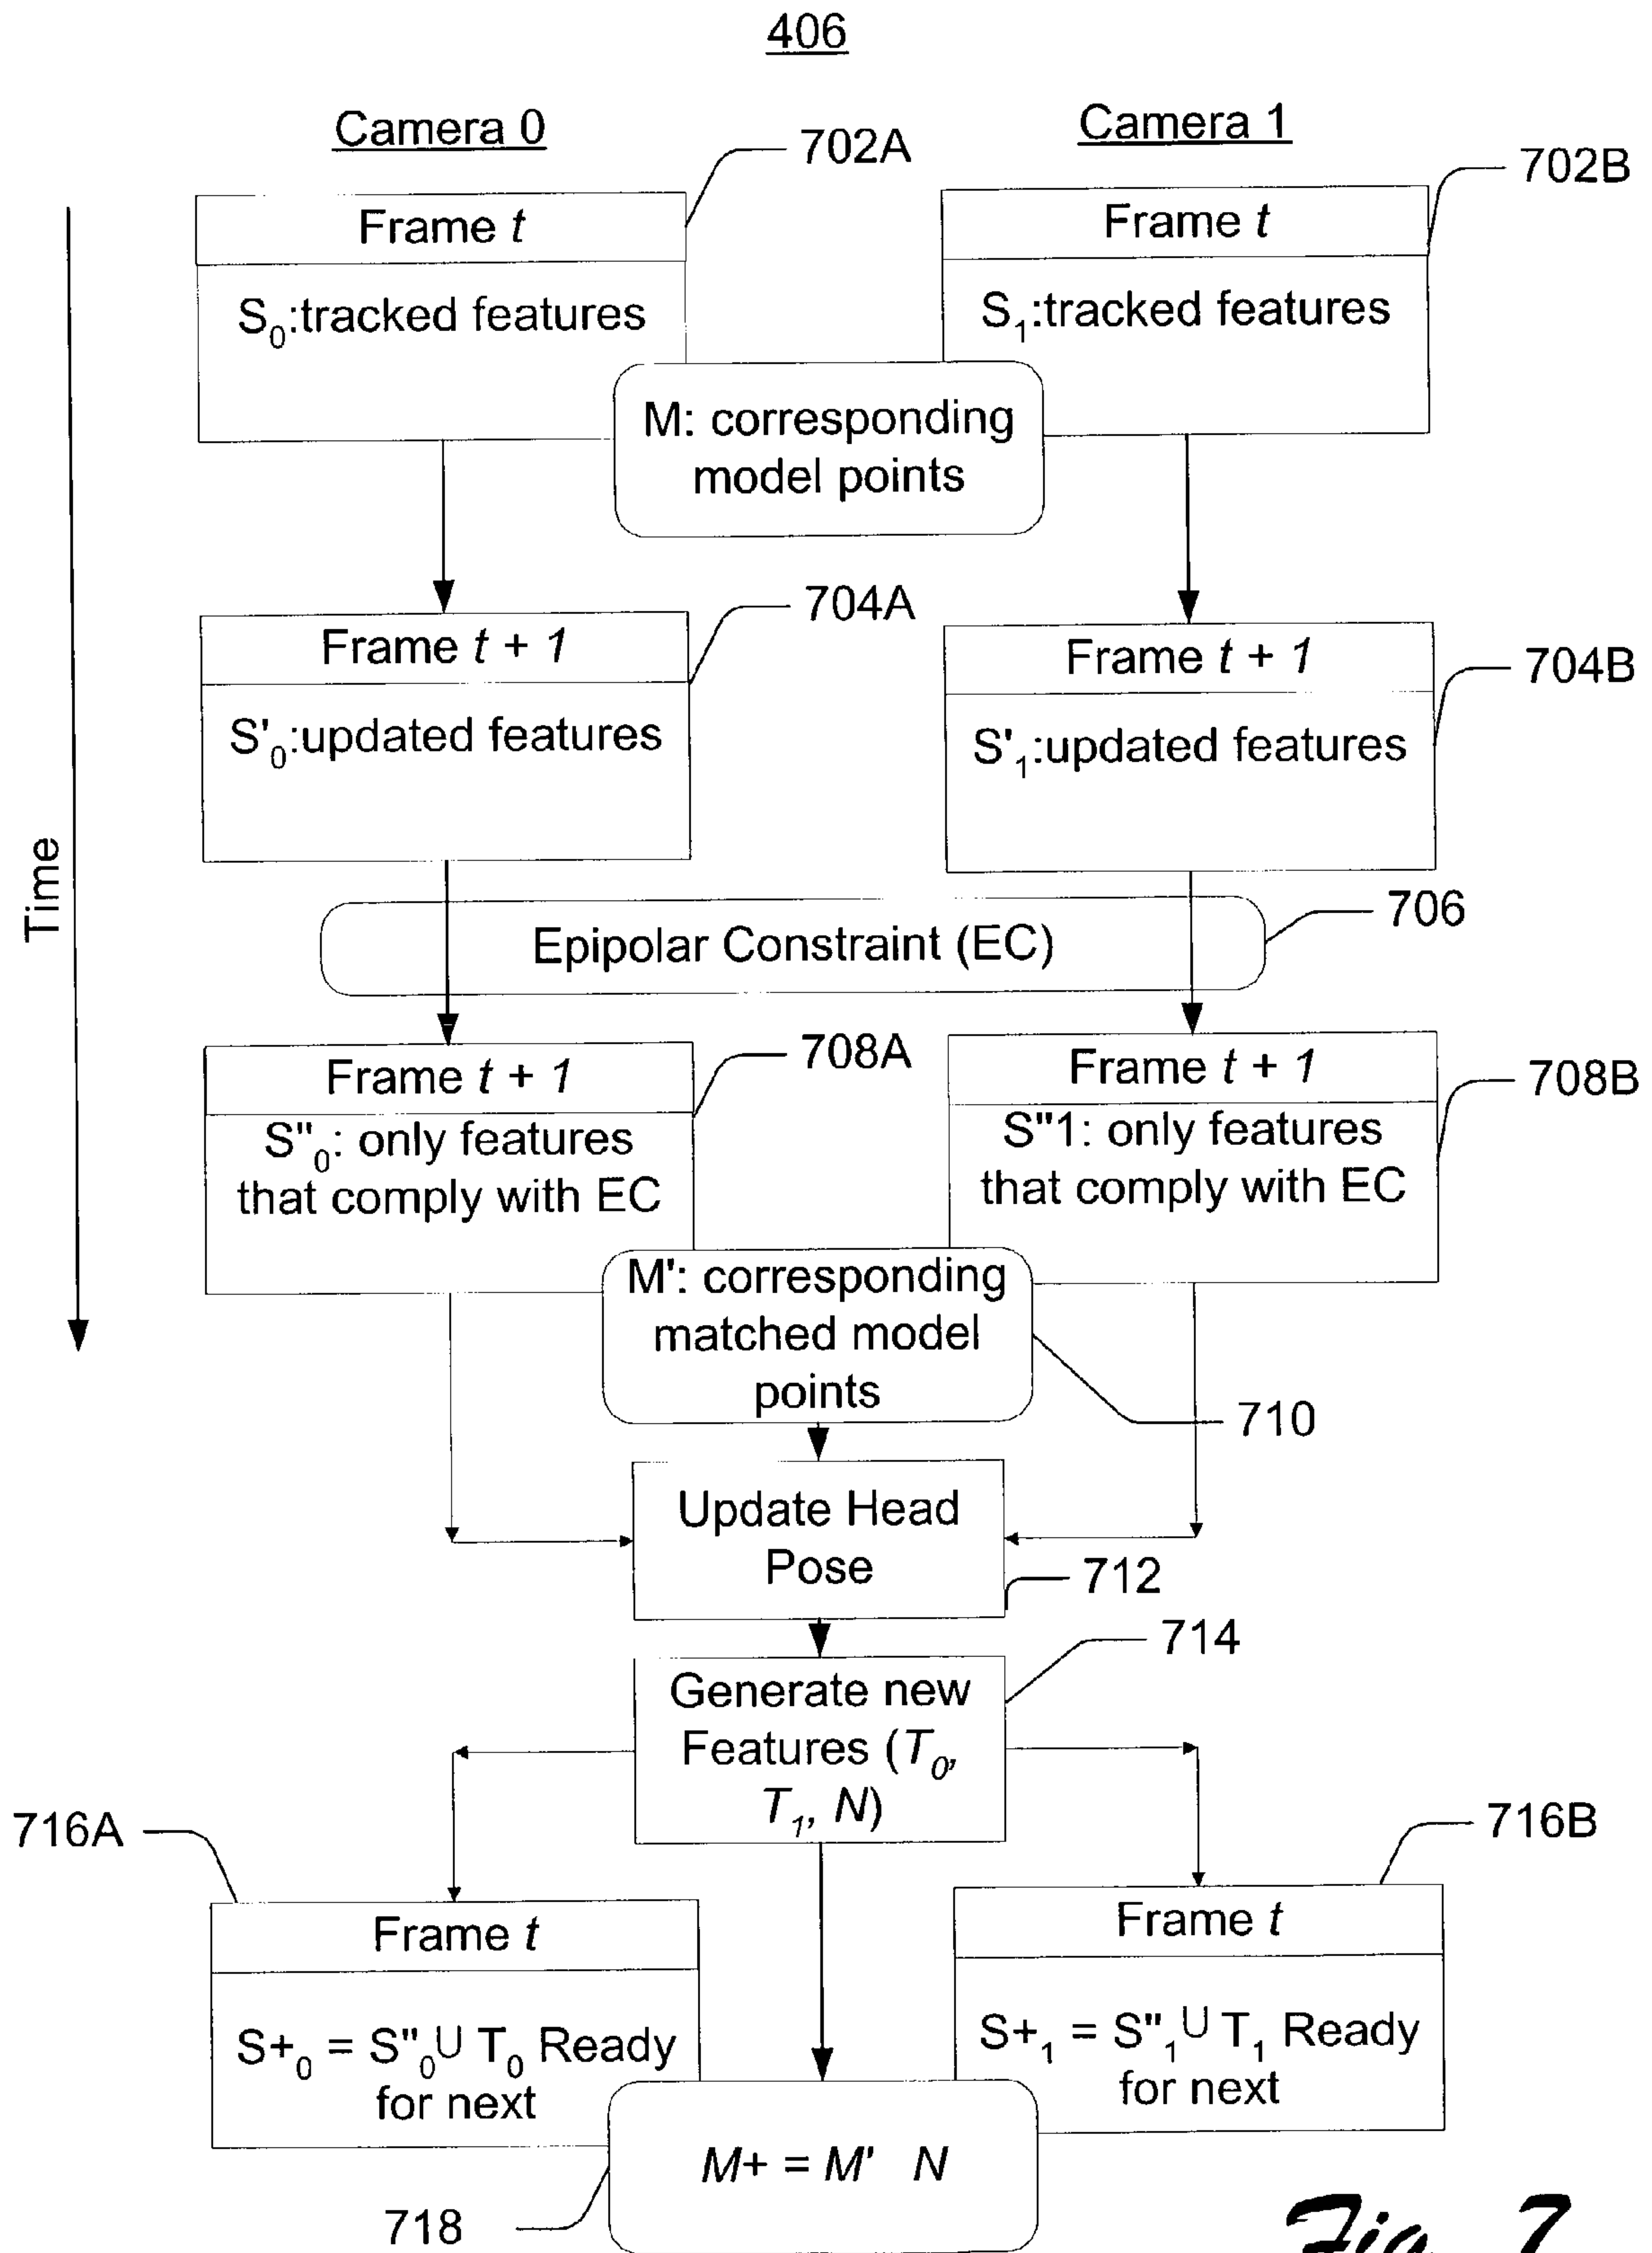 406
Camera 0
Camera 1
702A
702B
Frame t
Frame t
S₀:tracked features
S₁:tracked features
M: corresponding
model points
704A
704B
Frame t + 1
Frame t + 1
S'₀:updated features
S'₁:updated features
Time
706
Epipolar Constraint (EC)
708A
708B
Frame t + 1
Frame t + 1
S"₀: only features
that comply with EC
S"1: only features
that comply with EC
M': corresponding
matched model
points
710
Update Head
Pose
712
714
Generate new
Features (T₀,
T₁, N)
716A
716B
Frame t
Frame t
S+₀ = S"₀∪ T₀ Ready
for next
S+₁ = S"₁∪ T₁ Ready
for next
M+ = M' N
718
Fig. 7